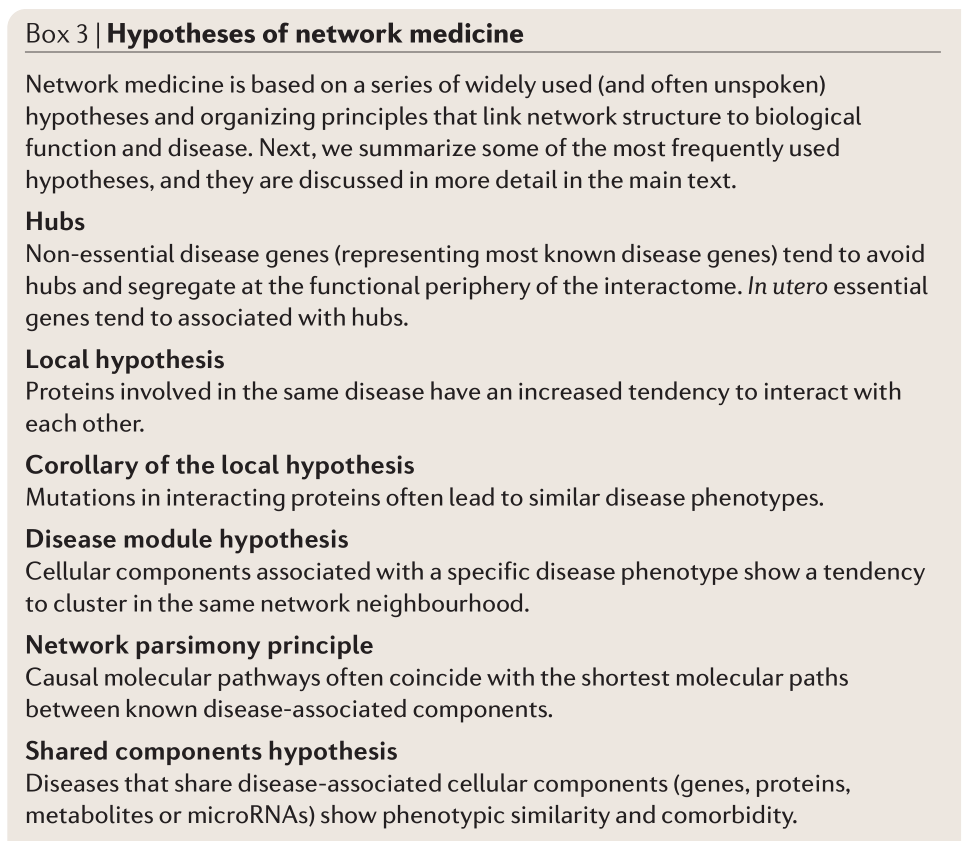 Box 3 | Hypotheses of network medicine
Network medicine is based on a series of widely used (and often unspoken)
hypotheses and organizing principles that link network structure to biological
function and disease. Next, we summarize some of the most frequently used
hypotheses, and they are discussed in more detail in the main text.
Hubs
Non-essential disease genes (representing most known disease genes) tend to avoid
hubs and segregate at the functional periphery of the interactome. In utero essential
genes tend to associated with hubs.
Local hypothesis
Proteins involved in the same disease have an increased tendency to interact with
each other.
Corollary of the local hypothesis
Mutations in interacting proteins often lead to similar disease phenotypes.
Disease module hypothesis
Cellular components associated with a specific disease phenotype show a tendency
to cluster in the same network neighbourhood.
Network parsimony principle
Causal molecular pathways often coincide with the shortest molecular paths
between known disease-associated components.
Shared components hypothesis
Diseases that share disease-associated cellular components (genes, proteins,
metabolites or microRNAs) show phenotypic similarity and comorbidity.